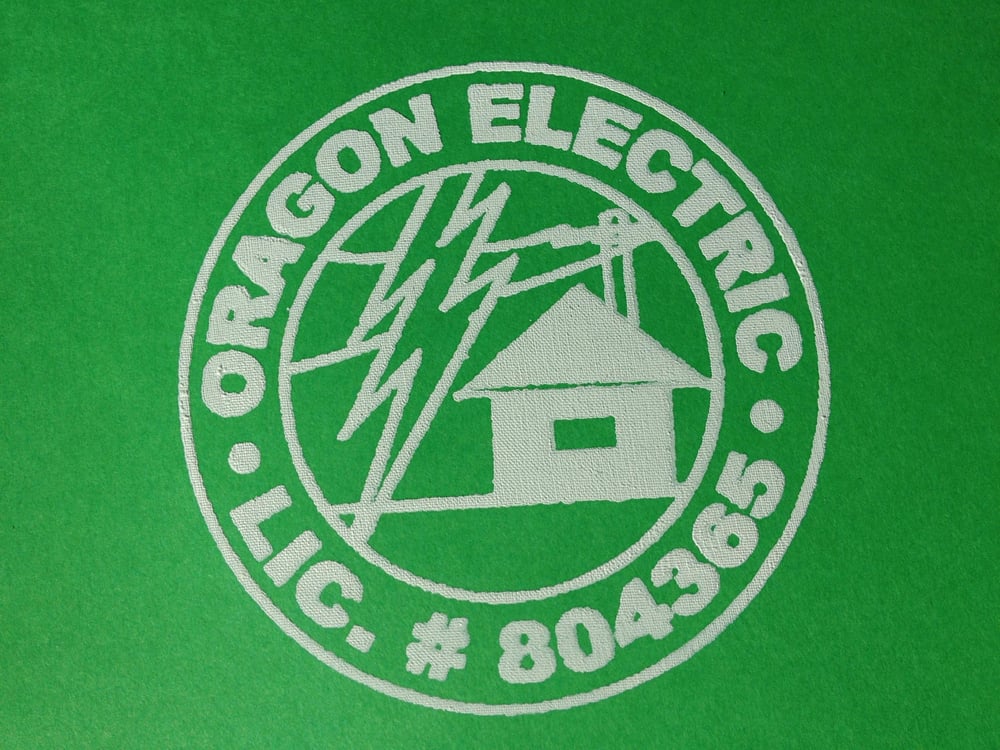 ORAGON ELECTRIC
• LIC. # 804365 •